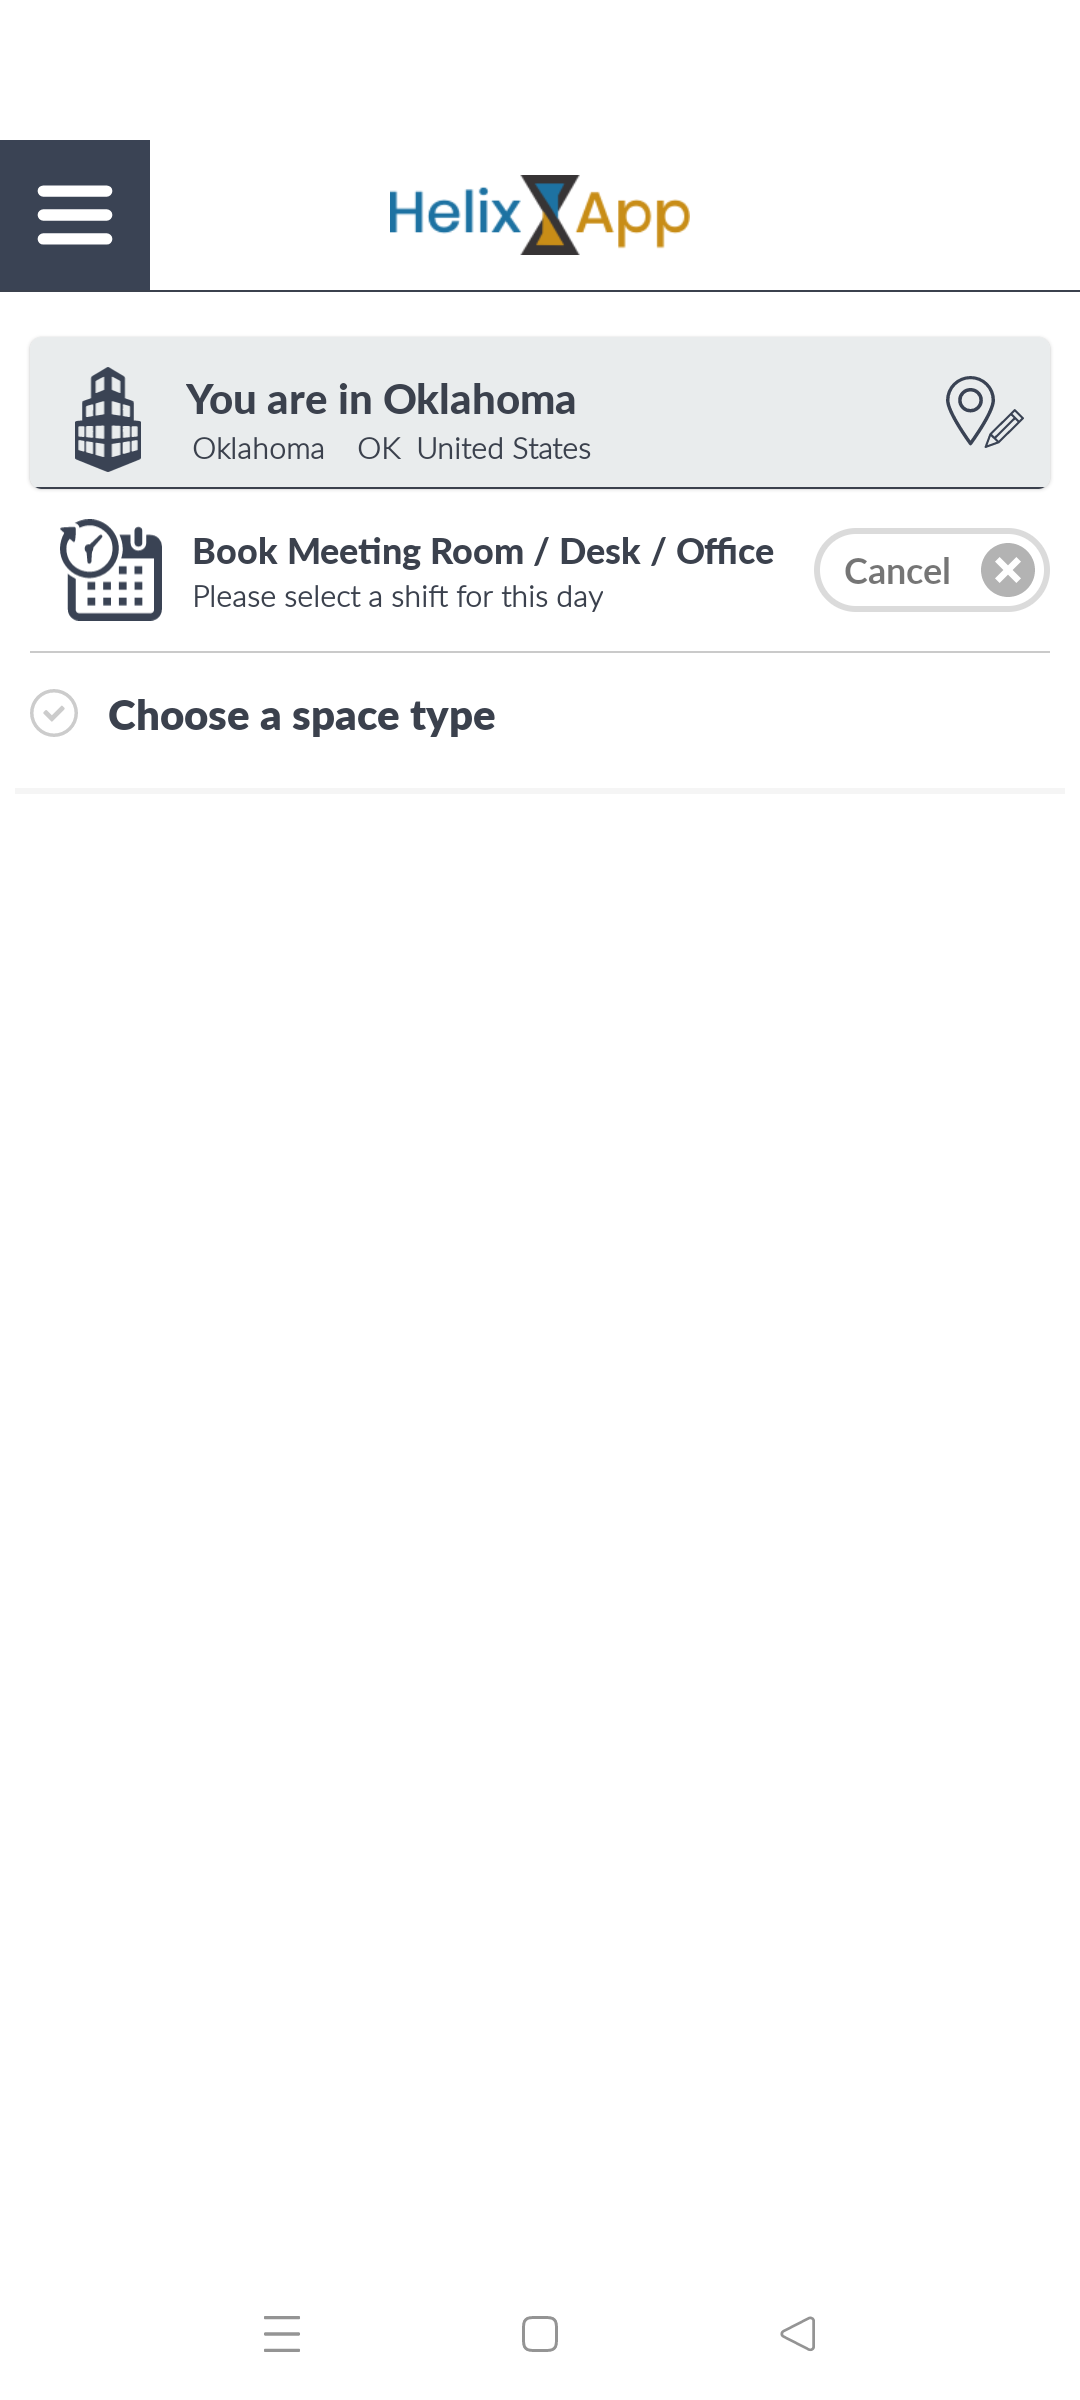 Helix App
You are in Oklahoma
Oklahoma OK United States
Book Meeting Room / Desk / Office
Please select a shift for this day
Cancel
Choose a space type